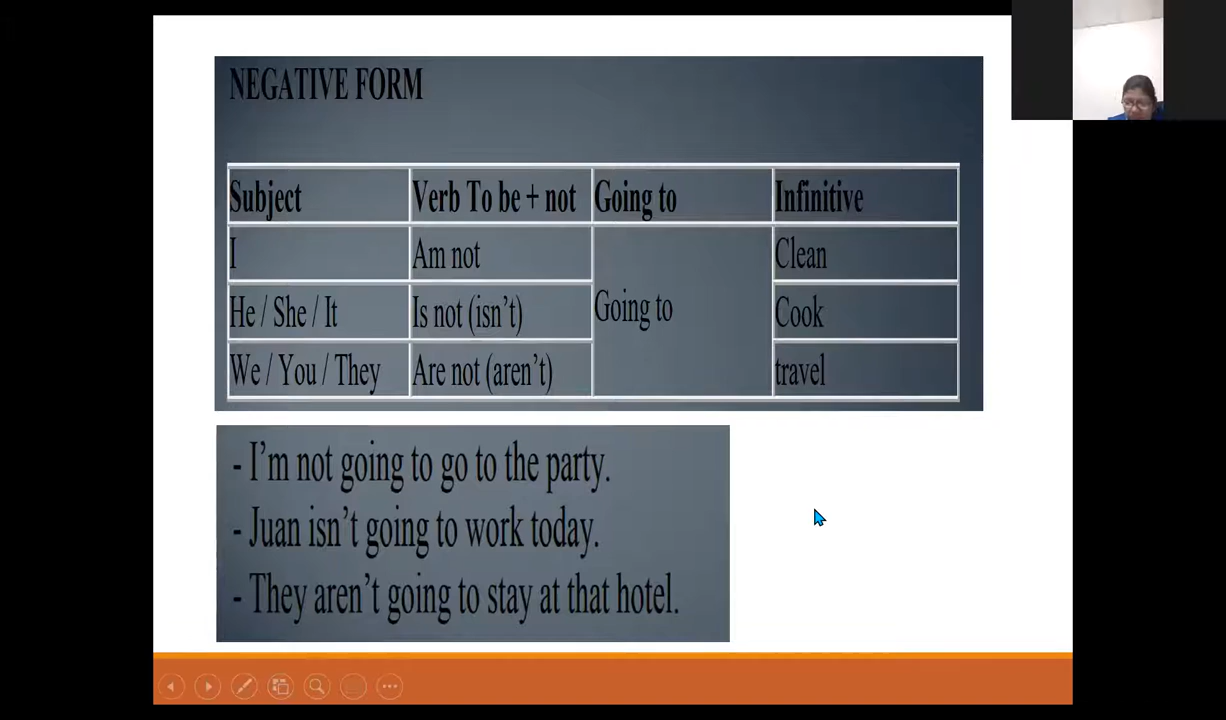 NEGATIVE FORM
Subject Verb To be + not Going to Infinitive
I Am not Clean
He / She / It Is not (isn’t) Going to Cook
We / You / They Are not (aren’t) travel
- I’m not going to go to the party.
- Juan isn’t going to work today.
- They aren’t going to stay at that hotel.